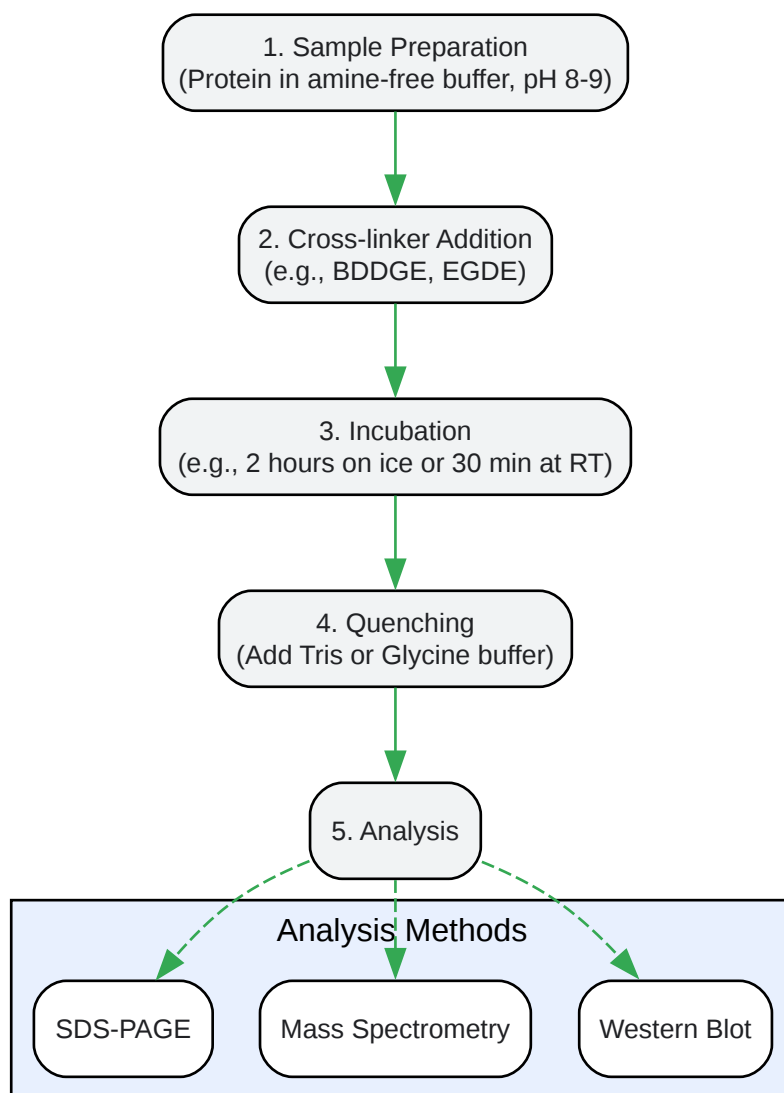 1. Sample Preparation
(Protein in amine-free buffer, pH 8-9)
2. Cross-linker Addition
(e.g., BDDGE, EGDE)
3. Incubation
(e.g., 2 hours on ice or 30 min at RT)
4. Quenching
(Add Tris or Glycine buffer)
5. Analysis
Analysis Methods
SDS-PAGE
Mass Spectrometry
Western Blot